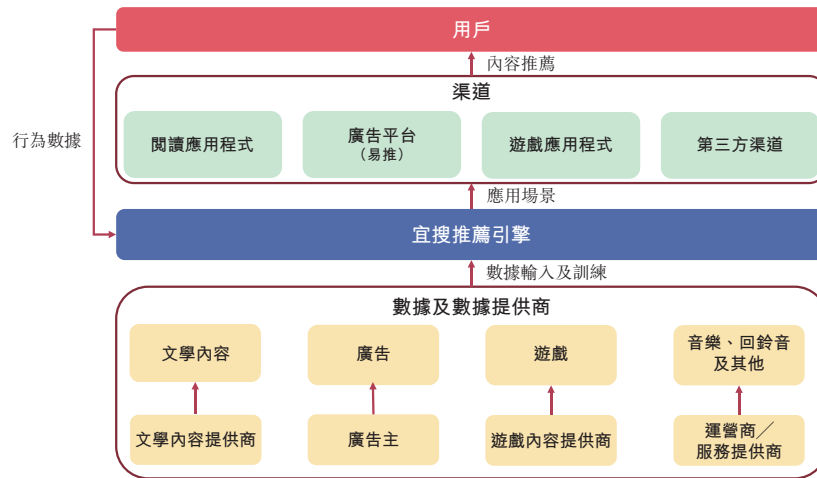 用戶
內容推薦
渠道
行為數據
閱讀應用程式
廣告平台
（易推）
遊戲應用程式
第三方渠道
應用場景
宜搜推薦引擎
數據輸入及訓練
數據及數據提供商
文學內容
廣告
遊戲
音樂、回鈴音
及其他
文學內容提供商
廣告主
遊戲內容提供商
運營商／
服務提供商